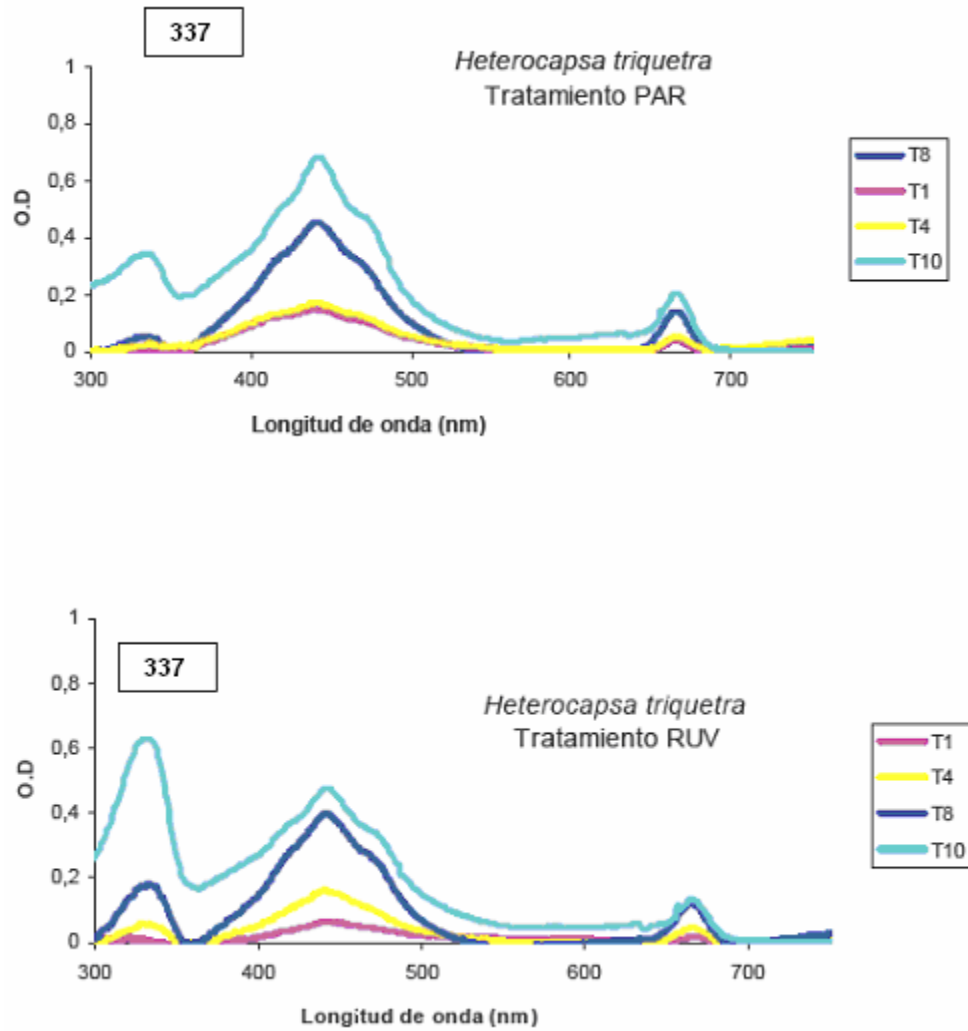 337
Heterocapsa triquetra
Tratamiento PAR
1
0,8
0,6
0,4
0,2
0
O.D
300 400 500 600 700
Longitud de onda (nm)
T8
T1
T4
T10
337
Heterocapsa triquetra
Tratamiento RUV
1
0,8
0,6
0,4
0,2
0
O.D
300 400 500 600 700
Longitud de onda (nm)
T1
T4
T8
T10